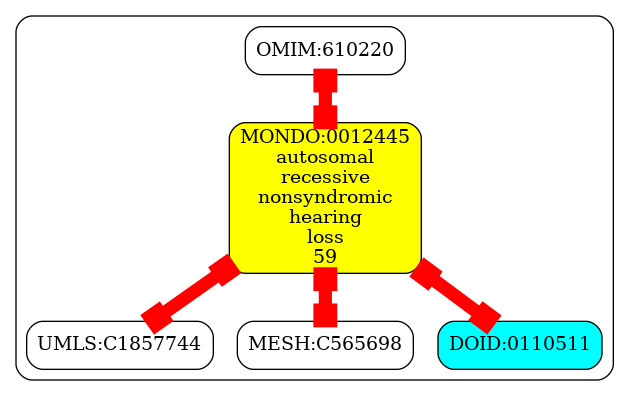 OMIM:610220
MONDO:0012445
autosomal
recessive
nonsyndromic
hearing
loss
59
UMLS:C1857744
MESH:C565698
DOID:0110511